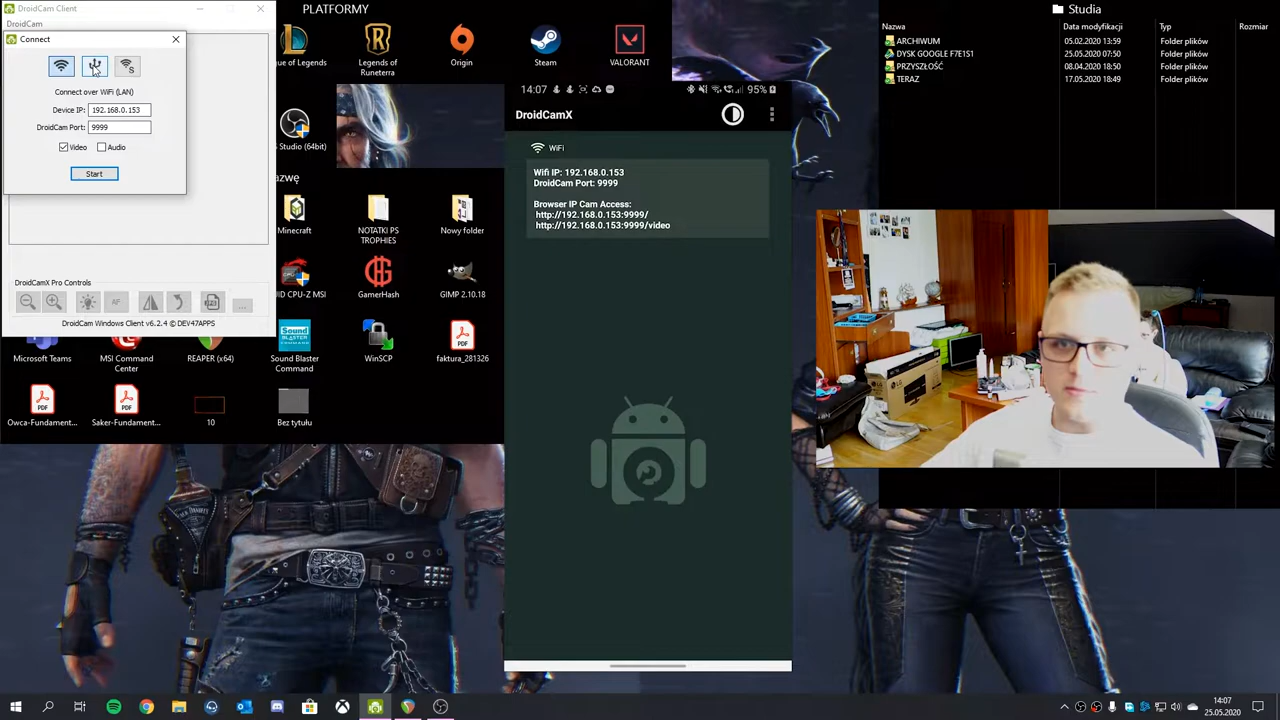 DroidCam Client
DroidCam
Connect
Connect over WiFi (LAN)
Device IP: 192.168.0.153
DroidCam Port: 9999
Video
Audio
Start
DroidCamX Pro Controls
AF
...
DroidCam Windows Client v6.2.4 © DEV47APPS
PLATFORMY
Legends of
Runeterra
Origin
Steam
VALORANT
Minecraft
NOTATKI PS
TROPHIES
Nowy folder
GamerHash
GIMP 2.10.18
Microsoft Teams
MSI Command
Center
REAPER (x64)
Sound Blaster
Command
WinSCP
faktura_281326
Owca-Fundament...
Saker-Fundament...
10
Bez tytułu
14:07
95%
DroidCamX
WiFi
Wifi IP: 192.168.0.153
DroidCam Port: 9999
Browser IP Cam Access:
http://192.168.0.153:9999/
http://192.168.0.153:9999/video
Studia
Nazwa
Data modyfikacji
Typ
Rozmiar
ARCHIWUM
05.02.2020 13:59
Folder plików
DYSK GOOGLE F7E1S1
25.05.2020 07:50
Folder plików
PRZYSZŁOŚĆ
08.04.2020 18:50
Folder plików
TERAZ
17.05.2020 18:49
Folder plików
14:07
25.05.2020